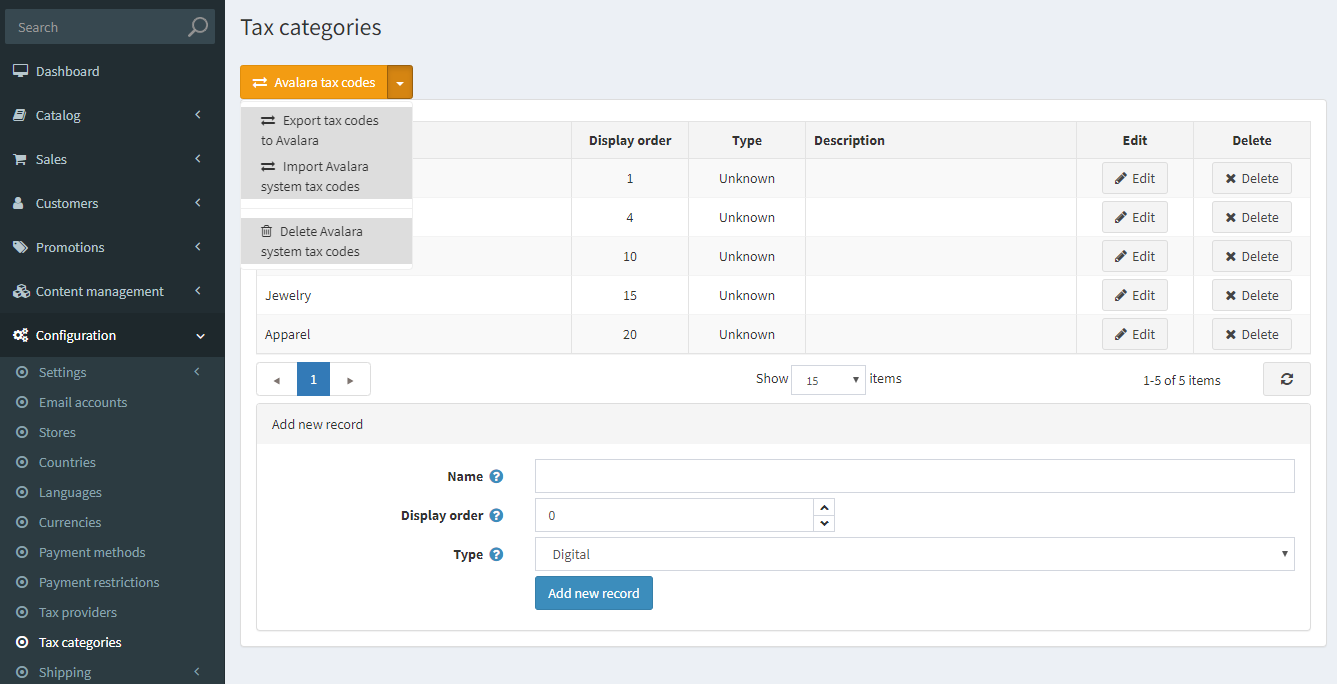 Search
Dashboard
Catalog
Sales
Customers
Promotions
Content management
Configuration
Settings
Email accounts
Stores
Countries
Languages
Currencies
Payment methods
Payment restrictions
Tax providers
Tax categories
Shipping
Tax categories
Avalara tax codes
Export tax codes
to Avalara
Import Avalara
system tax codes
Delete Avalara
system tax codes
Display order Type Description Edit Delete
1 Unknown Edit Delete
4 Unknown Edit Delete
10 Unknown Edit Delete
Jewelry 15 Unknown Edit Delete
Apparel 20 Unknown Edit Delete
1 Show 15 items 1-5 of 5 items
Add new record
Name
Display order 0
Type Digital
Add new record